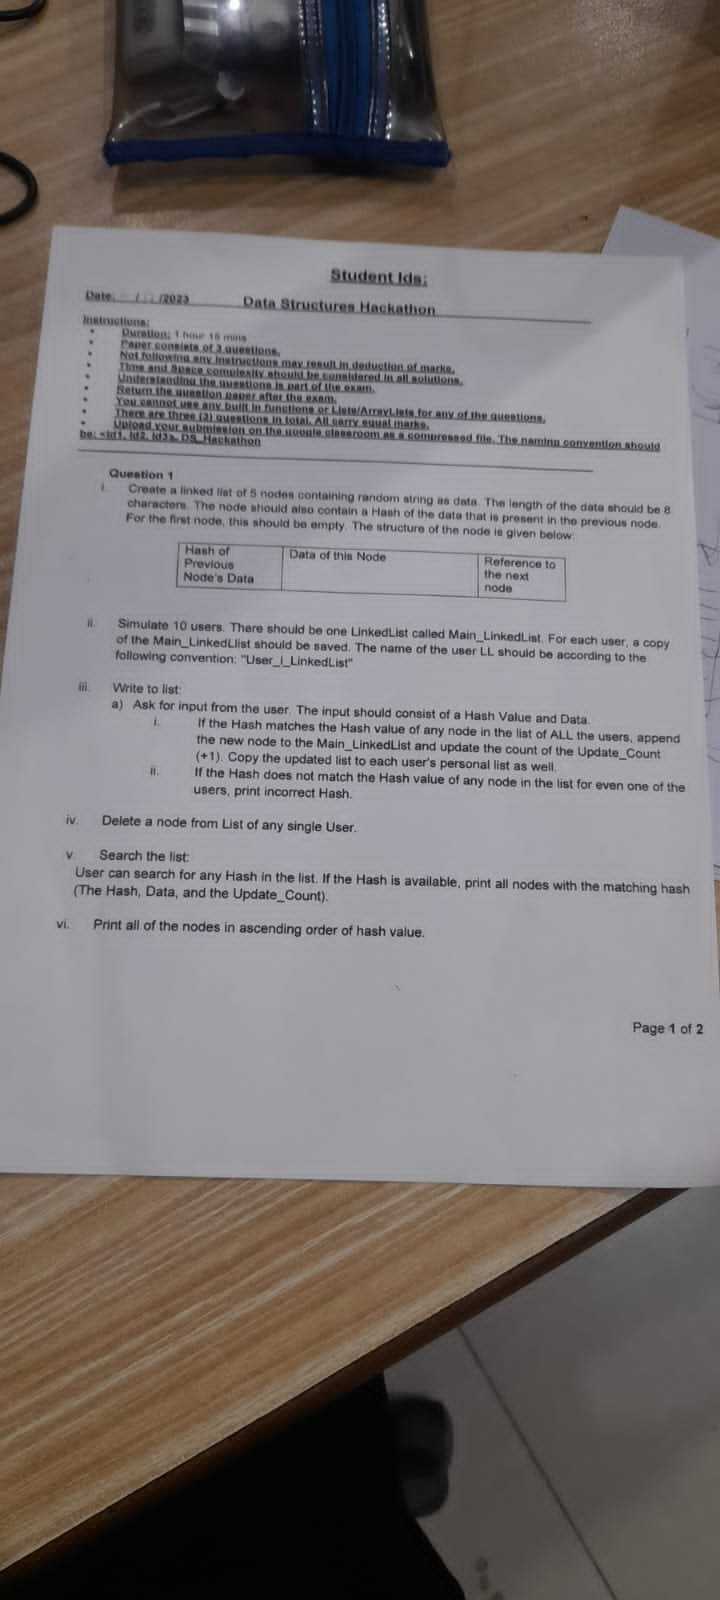 Student Ids:
Date: / /2023 Data Structures Hackathon
Instructions:
• Duration: 1 hour 15 mins
• Paper consists of 3 questions.
• Not following any instructions may result in deduction of marks.
• Time and Space complexity should be considered in all solutions.
• Understanding the questions is part of the exam.
• Return the question paper after the exam.
• You cannot use any built in functions or Lists/ArrayLists for any of the questions.
• There are three (3) questions in total. All carry equal marks.
• Upload your submission on the google classroom as a compressed file. The naming convention should
be: <Id1, Id2, Id3>_DS_Hackathon
Question 1
i. Create a linked list of 5 nodes containing random string as data. The length of the data should be 8
characters. The node should also contain a Hash of the data that is present in the previous node.
For the first node, this should be empty. The structure of the node is given below:
Hash of
Previous
Node's Data
Data of this Node
Reference to
the next
node
ii. Simulate 10 users. There should be one LinkedList called Main_LinkedList. For each user, a copy
of the Main_LinkedLlist should be saved. The name of the user LL should be according to the
following convention: "User_i_LinkedList"
iii. Write to list:
a) Ask for input from the user. The input should consist of a Hash Value and Data.
i. If the Hash matches the Hash value of any node in the list of ALL the users, append
the new node to the Main_LinkedList and update the count of the Update_Count
(+1). Copy the updated list to each user's personal list as well.
ii. If the Hash does not match the Hash value of any node in the list for even one of the
users, print incorrect Hash.
iv. Delete a node from List of any single User.
v. Search the list:
User can search for any Hash in the list. If the Hash is available, print all nodes with the matching hash
(The Hash, Data, and the Update_Count).
vi. Print all of the nodes in ascending order of hash value.
Page 1 of 2